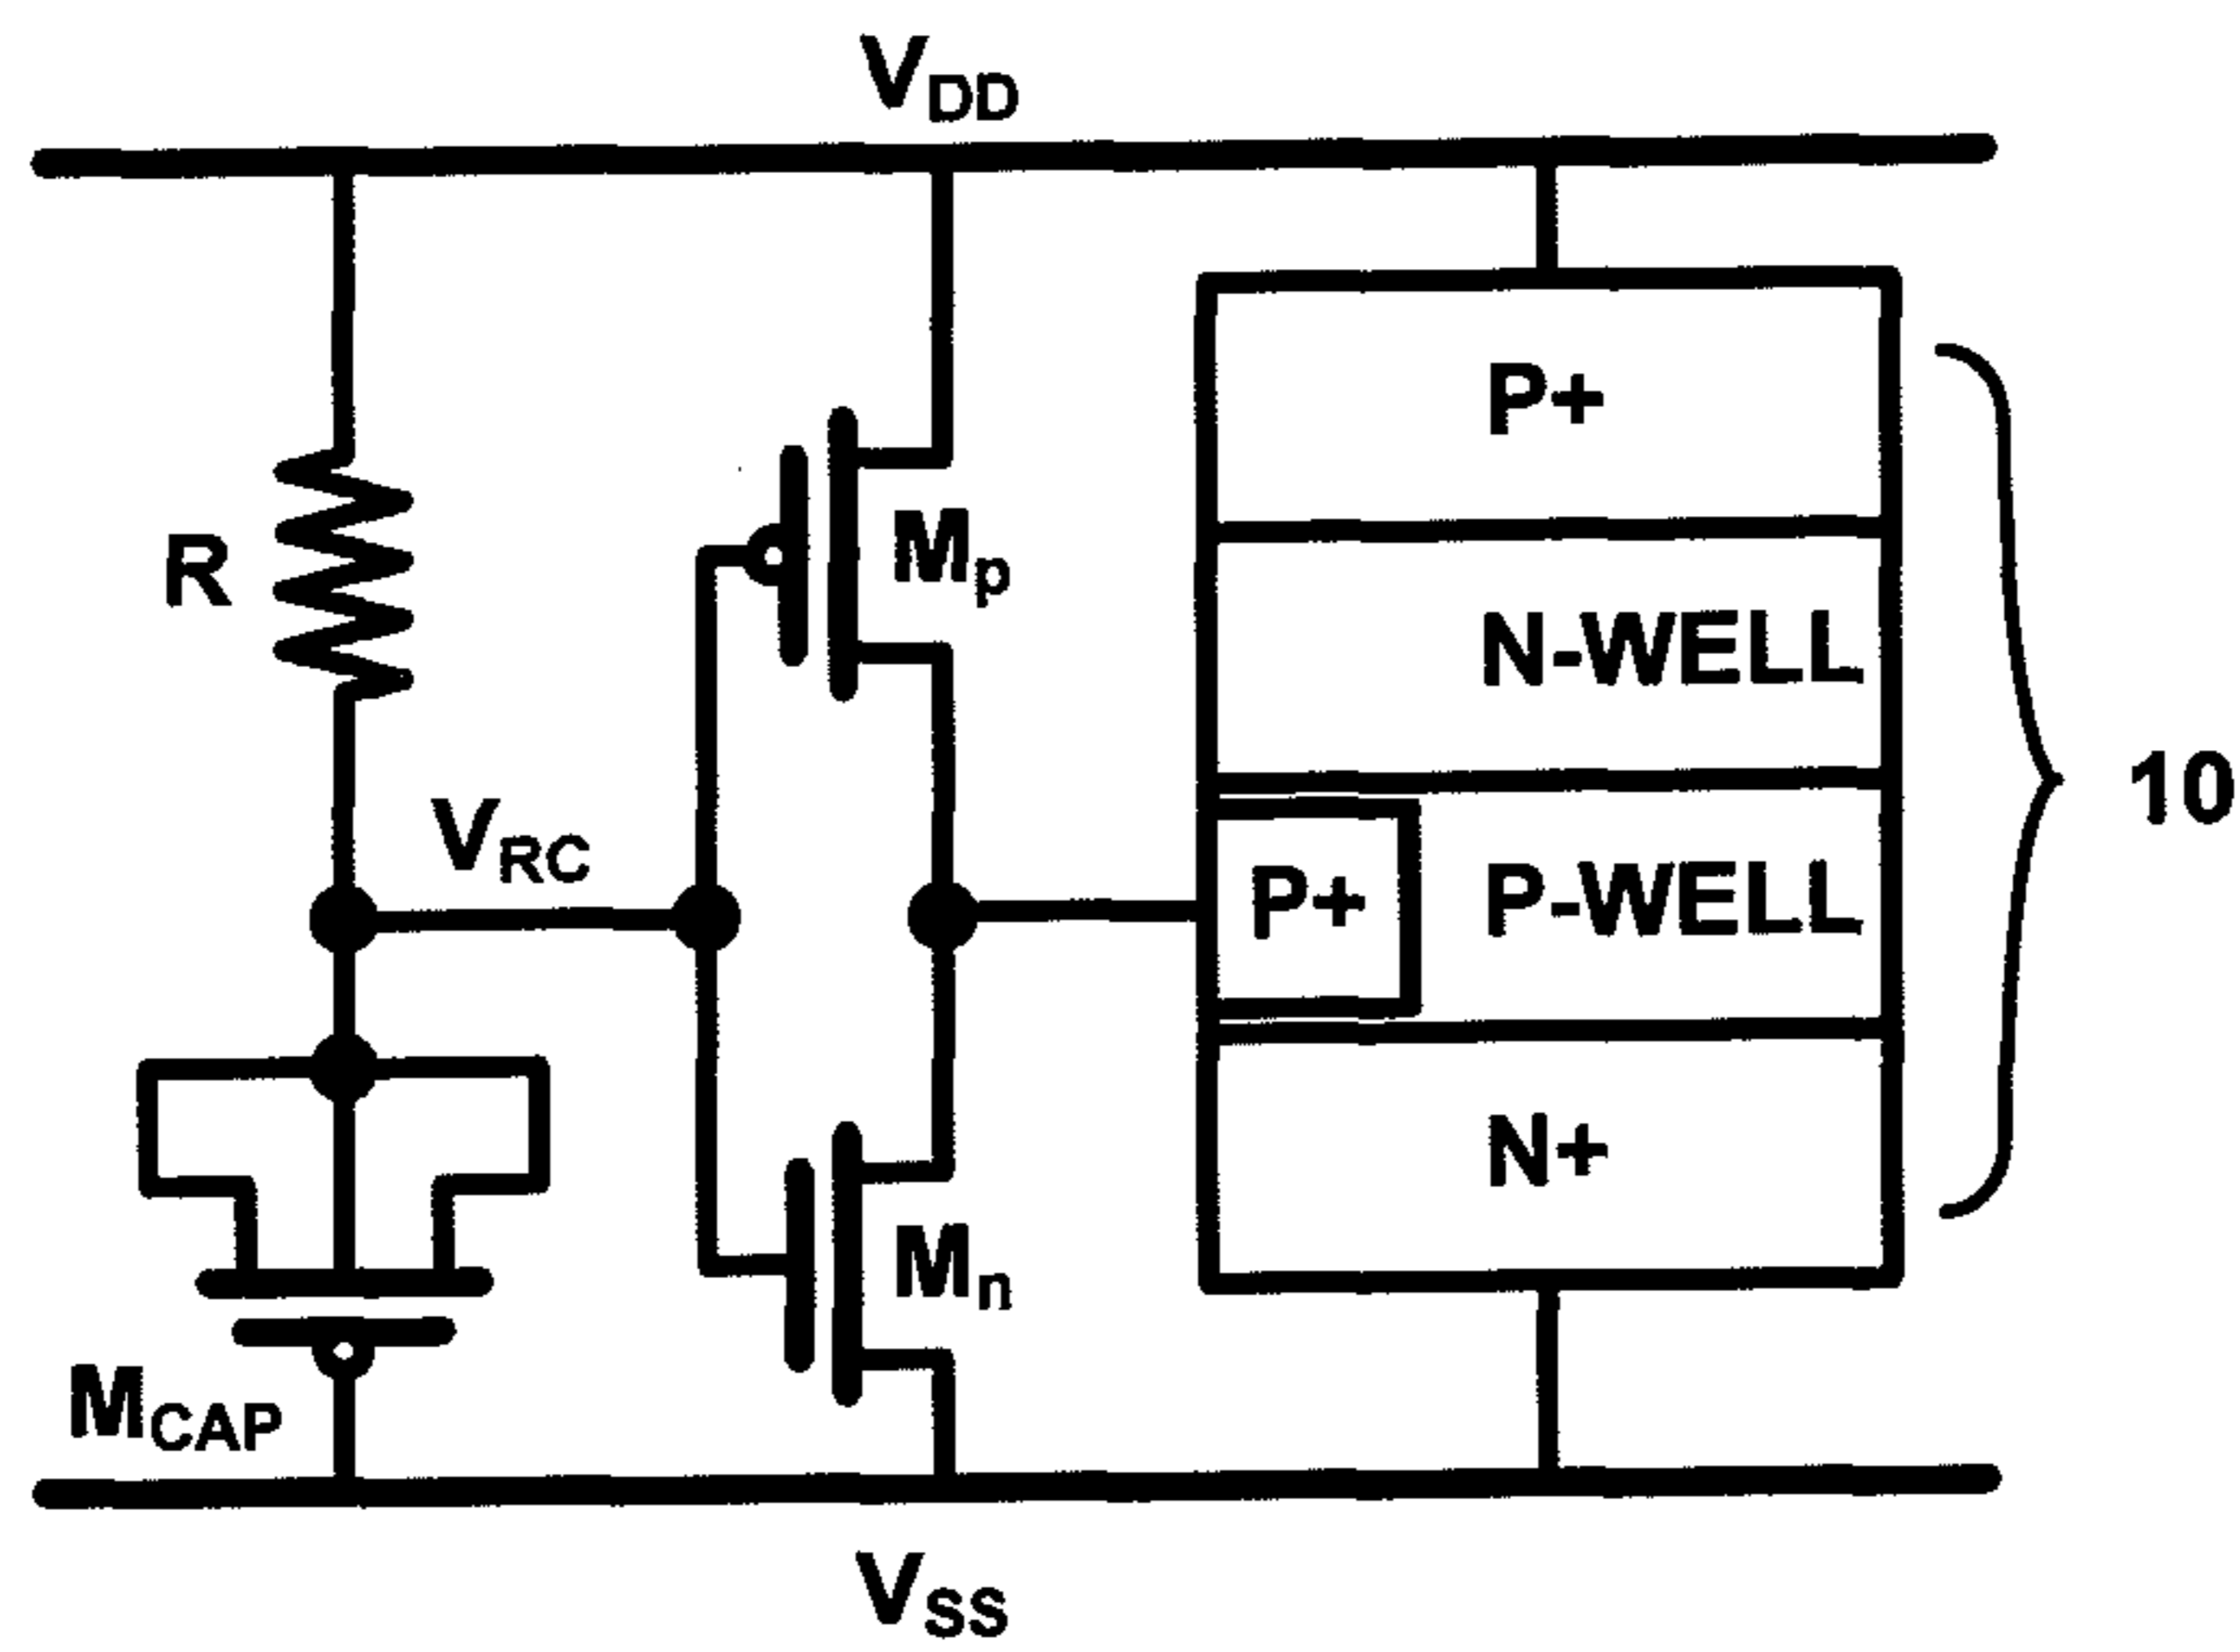 VDD
P+
R
Mp
N-WELL
10
VRC
P+
P-WELL
N+
Mn
MCAP
VSS